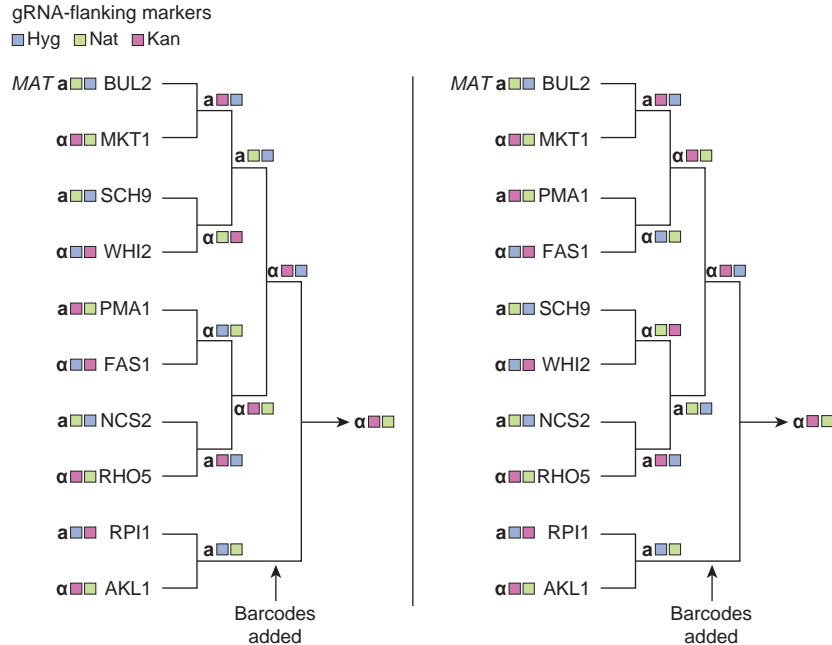 gRNA-flanking markers
Hyg Nat Kan
MAT a BUL2
a
α MKT1
a
a SCH9
α
α WHI2
α
a PMA1
α
α FAS1
α
a NCS2
a
α RHO5
a RPI1
a
α AKL1
α
Barcodes
added
MAT a BUL2
a
α MKT1
α
a PMA1
α
α FAS1
α
a SCH9
α
α WHI2
a
a NCS2
a
α RHO5
a RPI1
a
α AKL1
α
Barcodes
added